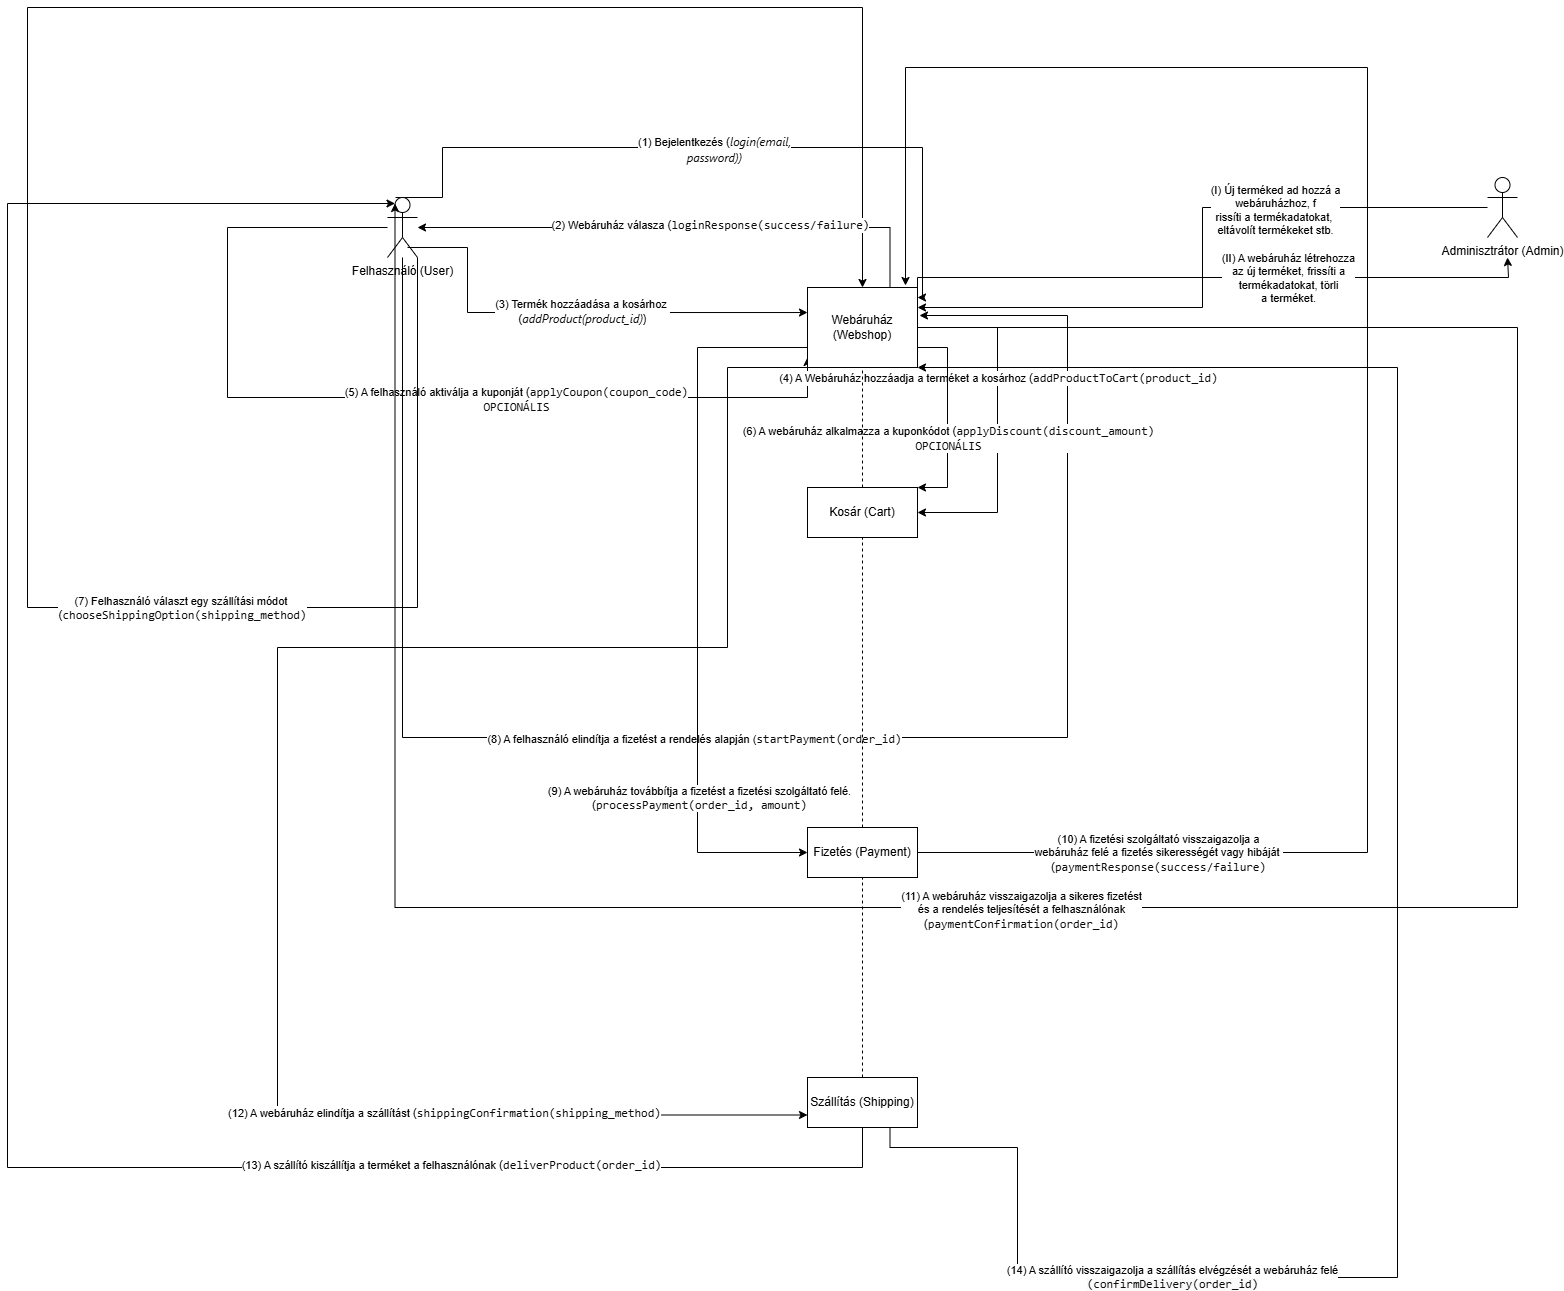 (1) Bejelentkezés (login(email,
password))
(I) Új terméked ad hozzá a
webáruházhoz, f
rissíti a termékadatokat,
eltávolít termékeket stb.
(2) Webáruház válasza (loginResponse(success/failure)
Adminisztrátor (Admin)
(II) A webáruház létrehozza
az új terméket, frissíti a
termékadatokat, törli
a terméket.
Felhasználó (User)
(3) Termék hozzáadása a kosárhoz
(addProduct(product_id))
Webáruház
(Webshop)
(4) A Webáruház hozzáadja a terméket a kosárhoz (addProductToCart(product_id)
(5) A felhasználó aktiválja a kuponját (applyCoupon(coupon_code)
OPCIONÁLIS
(6) A webáruház alkalmazza a kuponkódot (applyDiscount(discount_amount)
OPCIONÁLIS
Kosár (Cart)
(7) Felhasználó választ egy szállítási módot
(chooseShippingOption(shipping_method)
(8) A felhasználó elindítja a fizetést a rendelés alapján (startPayment(order_id)
(9) A webáruház továbbítja a fizetést a fizetési szolgáltató felé.
(processPayment(order_id, amount)
Fizetés (Payment)
(10) A fizetési szolgáltató visszaigazolja a
webáruház felé a fizetés sikerességét vagy hibáját
(paymentResponse(success/failure)
(11) A webáruház visszaigazolja a sikeres fizetést
és a rendelés teljesítését a felhasználónak
(paymentConfirmation(order_id)
Szállítás (Shipping)
(12) A webáruház elindítja a szállítást (shippingConfirmation(shipping_method)
(13) A szállító kiszállítja a terméket a felhasználónak (deliverProduct(order_id)
(14) A szállító visszaigazolja a szállítás elvégzését a webáruház felé
(confirmDelivery(order_id)